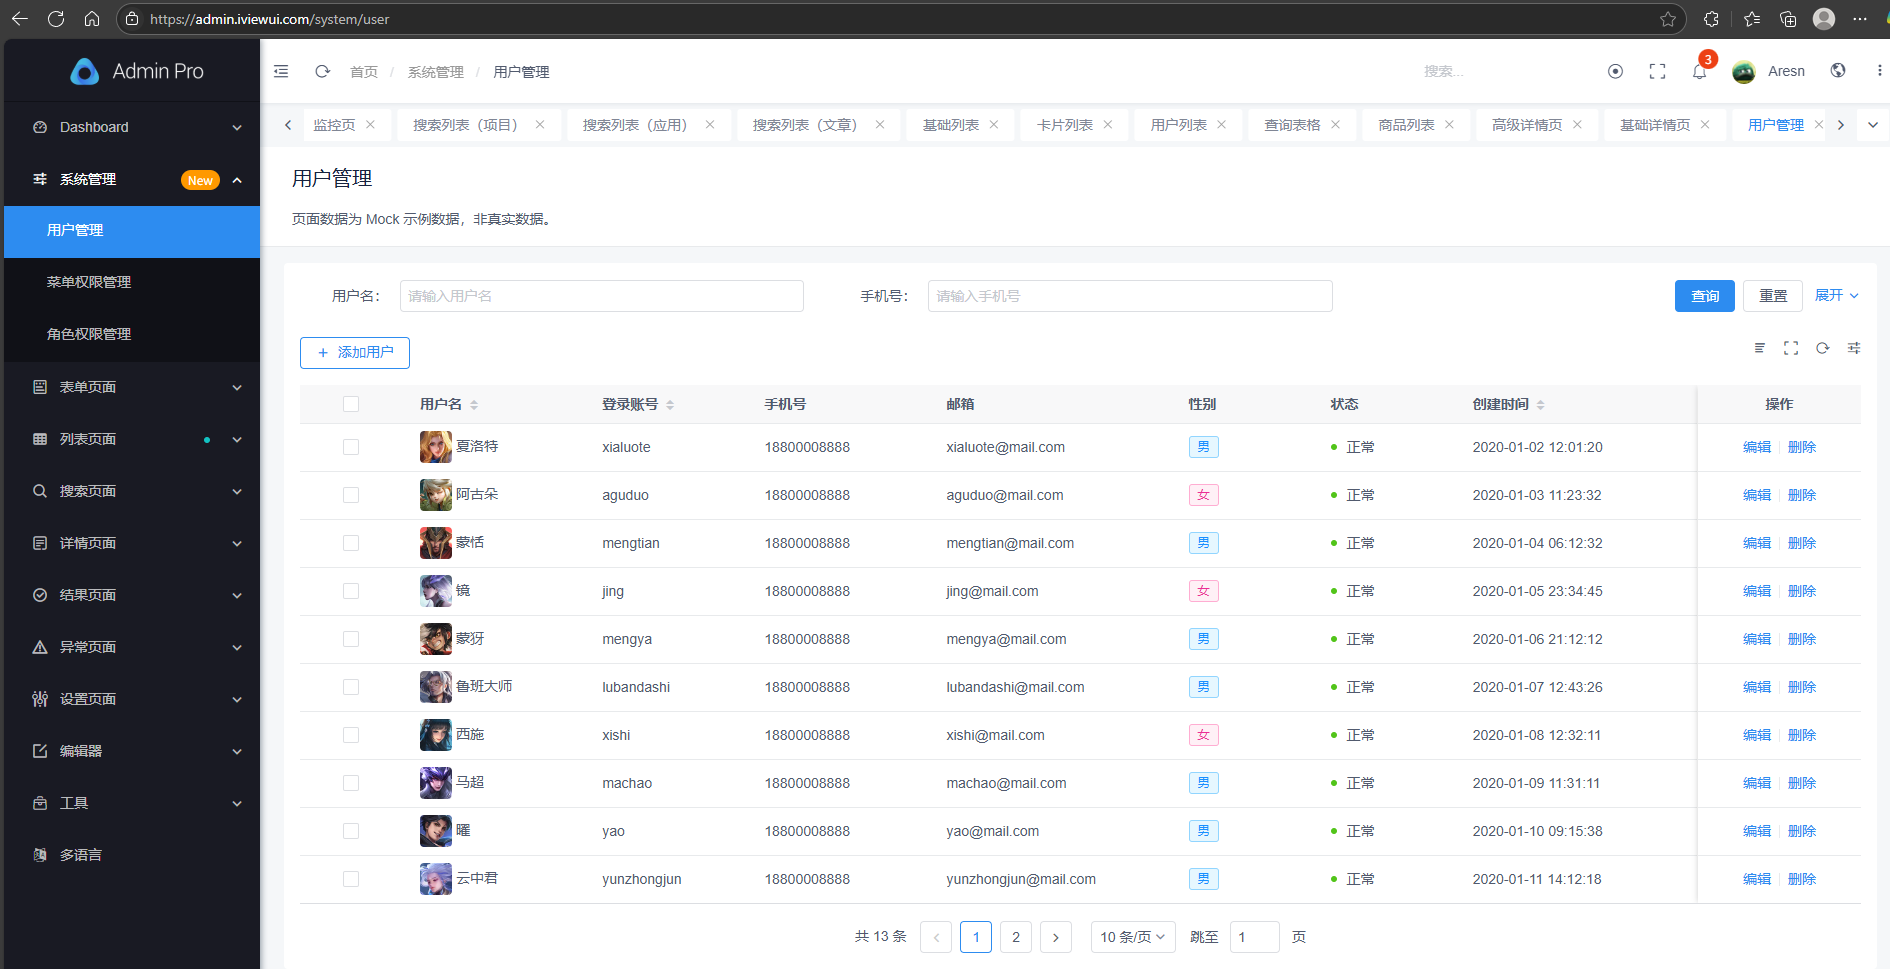 https://admin.iviewui.com/system/user
Admin Pro
首页 / 系统管理 / 用户管理
搜索...
3
Aresn
监控页 搜索列表（项目） 搜索列表（应用） 搜索列表（文章） 基础列表 卡片列表 用户列表 查询表格 商品列表 高级详情页 基础详情页 用户管理
Dashboard
系统管理 New
用户管理
菜单权限管理
角色权限管理
表单页面
列表页面
搜索页面
详情页面
结果页面
异常页面
设置页面
编辑器
工具
多语言
用户管理
页面数据为 Mock 示例数据，非真实数据。
用户名： 请输入用户名 手机号： 请输入手机号 查询 重置 展开
+ 添加用户
用户名 登录账号 手机号 邮箱 性别 状态 创建时间 操作
夏洛特 xialuote 18800008888 xialuote@mail.com 男 正常 2020-01-02 12:01:20 编辑 删除
阿古朵 aguduo 18800008888 aguduo@mail.com 女 正常 2020-01-03 11:23:32 编辑 删除
蒙恬 mengtian 18800008888 mengtian@mail.com 男 正常 2020-01-04 06:12:32 编辑 删除
镜 jing 18800008888 jing@mail.com 女 正常 2020-01-05 23:34:45 编辑 删除
蒙犽 mengya 18800008888 mengya@mail.com 男 正常 2020-01-06 21:12:12 编辑 删除
鲁班大师 lubandashi 18800008888 lubandashi@mail.com 男 正常 2020-01-07 12:43:26 编辑 删除
西施 xishi 18800008888 xishi@mail.com 女 正常 2020-01-08 12:32:11 编辑 删除
马超 machao 18800008888 machao@mail.com 男 正常 2020-01-09 11:31:11 编辑 删除
曜 yao 18800008888 yao@mail.com 男 正常 2020-01-10 09:15:38 编辑 删除
云中君 yunzhongjun 18800008888 yunzhongjun@mail.com 男 正常 2020-01-11 14:12:18 编辑 删除
共 13 条 1 2 10 条/页 跳至 1 页